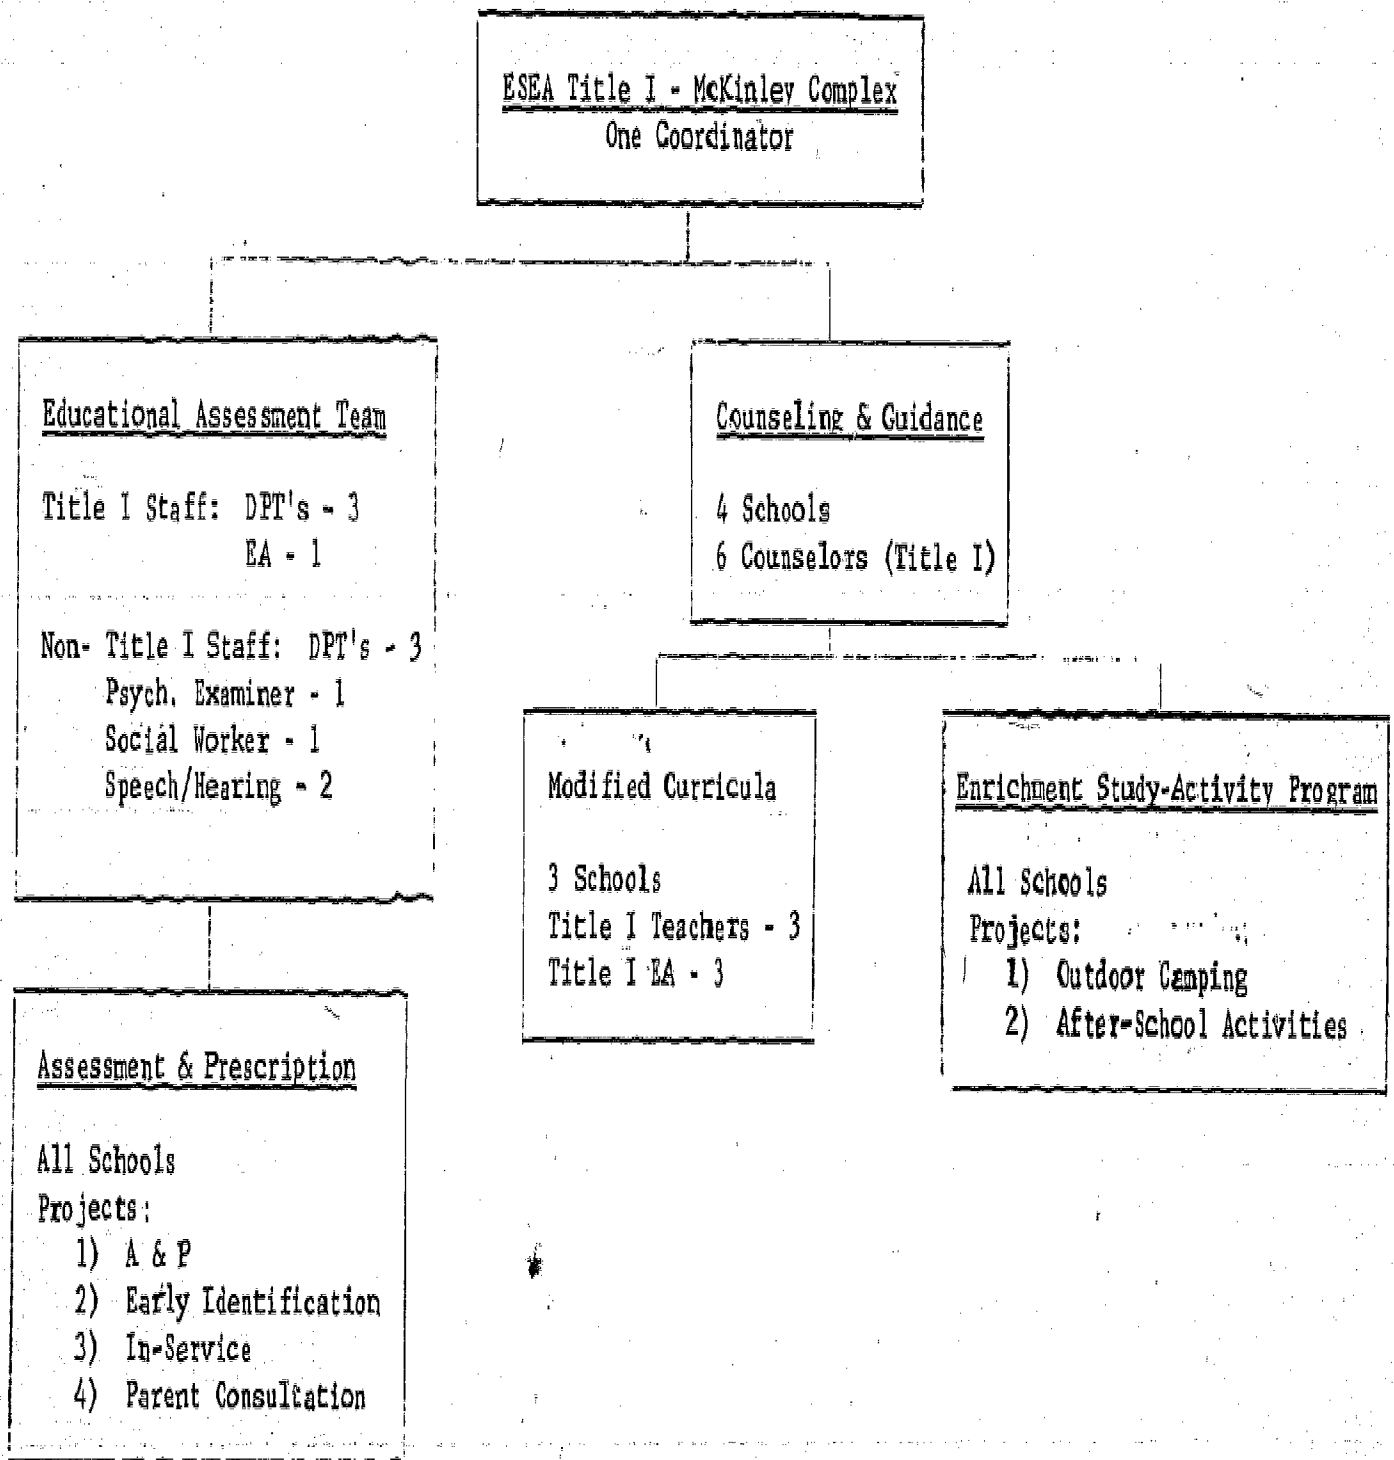 ESEA Title I - McKinley Complex
One Coordinator
Educational Assessment Team
Title I Staff: DPT's - 3
EA - 1
Non- Title I Staff: DPT's - 3
Psych. Examiner - 1
Social Worker - 1
Speech/Hearing - 2
Assessment & Prescription
All Schools
Projects:
1) A & P
2) Early Identification
3) In-Service
4) Parent Consultation
Counseling & Guidance
4 Schools
6 Counselors (Title I)
Modified Curricula
3 Schools
Title I Teachers - 3
Title I EA - 3
Enrichment Study-Activity Program
All Schools
Projects:
1) Outdoor Camping
2) After-School Activities